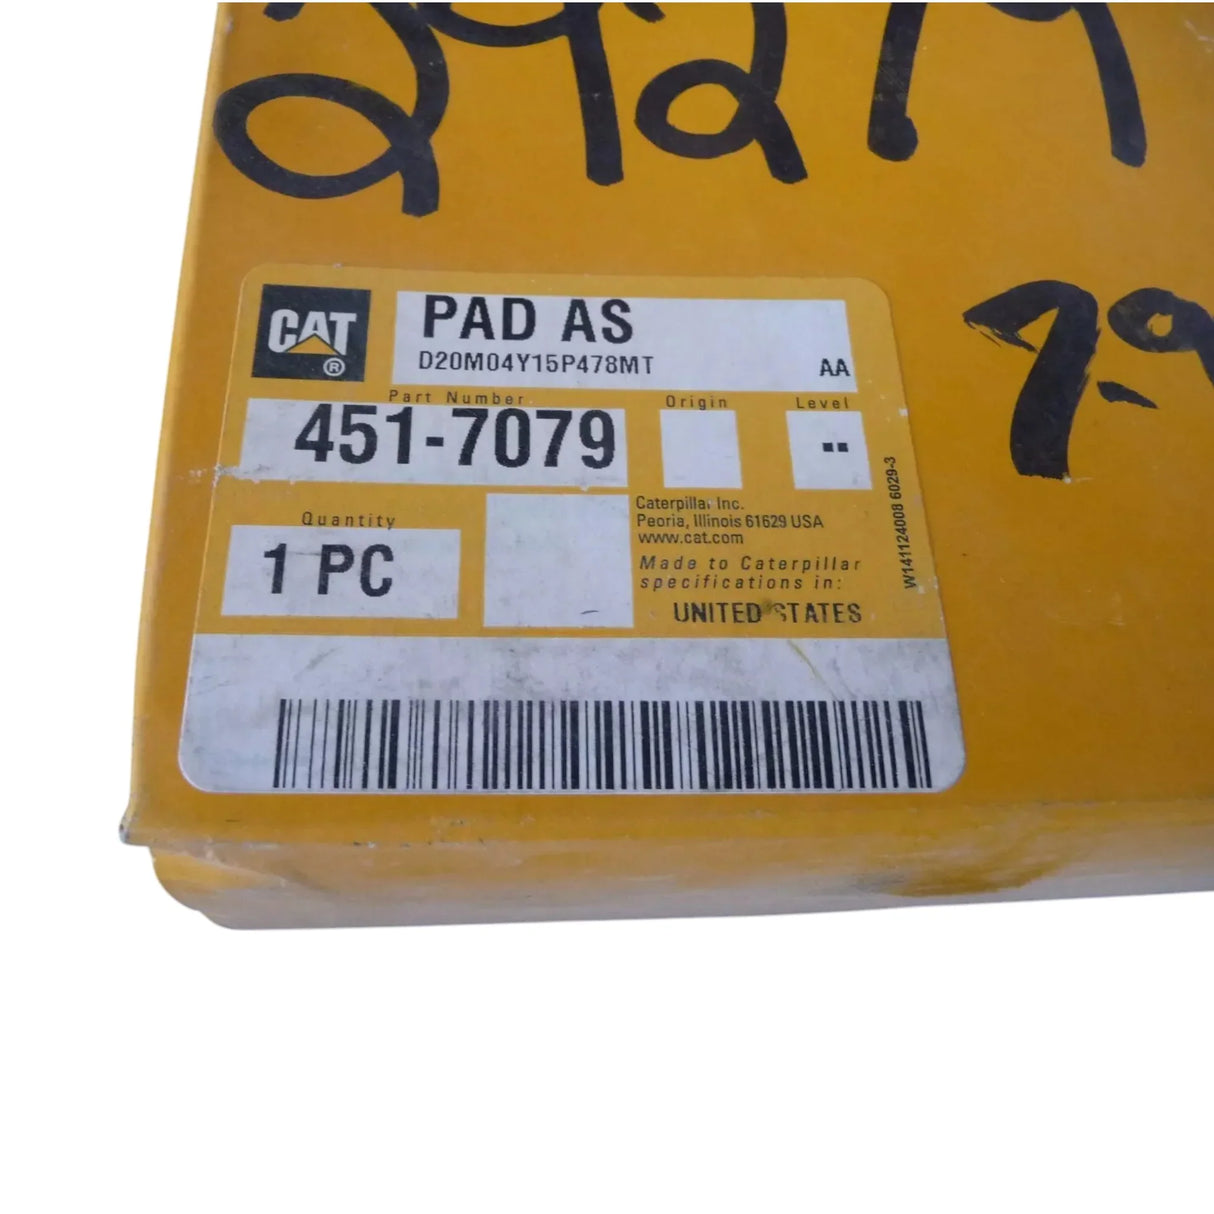 CAT
®
PAD AS
D20M04Y15P478MT AA
Part Number Origin Level
451-7079 --
Quantity
1 PC
Caterpillar Inc.
Peoria, Illinois 61629 USA
www.cat.com
Made to Caterpillar
specifications in:
UNITED STATES
W141124008 6029-3